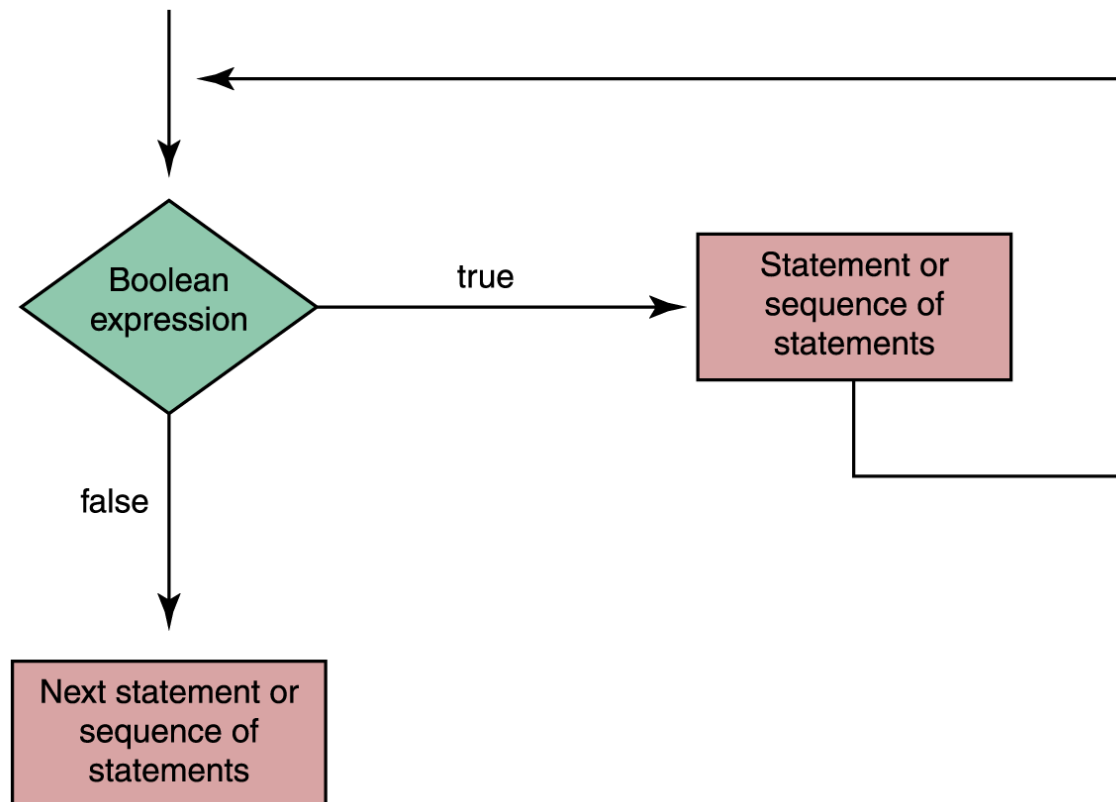 Boolean
expression
true
Statement or
sequence of
statements
false
Next statement or
sequence of
statements